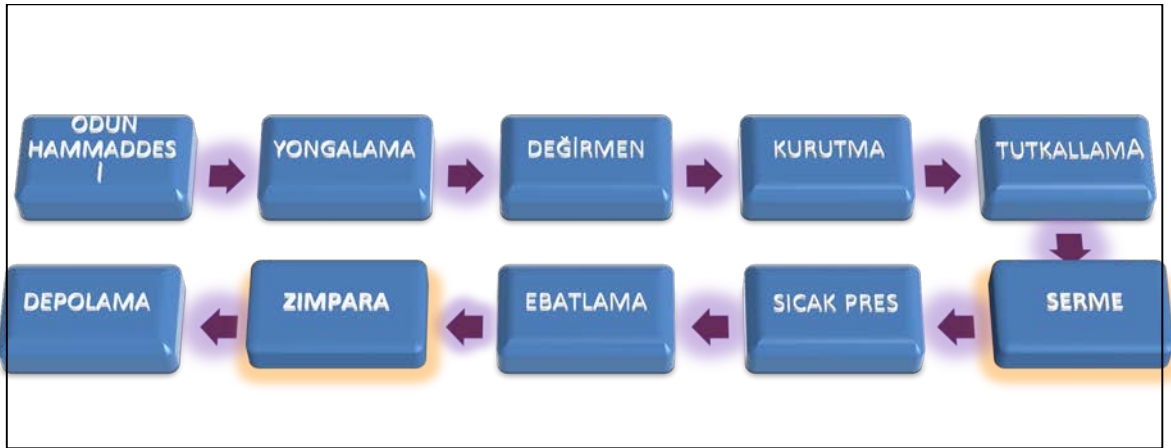 ODUN
HAMMADDES
İ
YONGALAMA
DEĞİRMEN
KURUTMA
TUTKALLAMA
SERME
SICAK PRES
EBATLAMA
ZIMPARA
DEPOLAMA